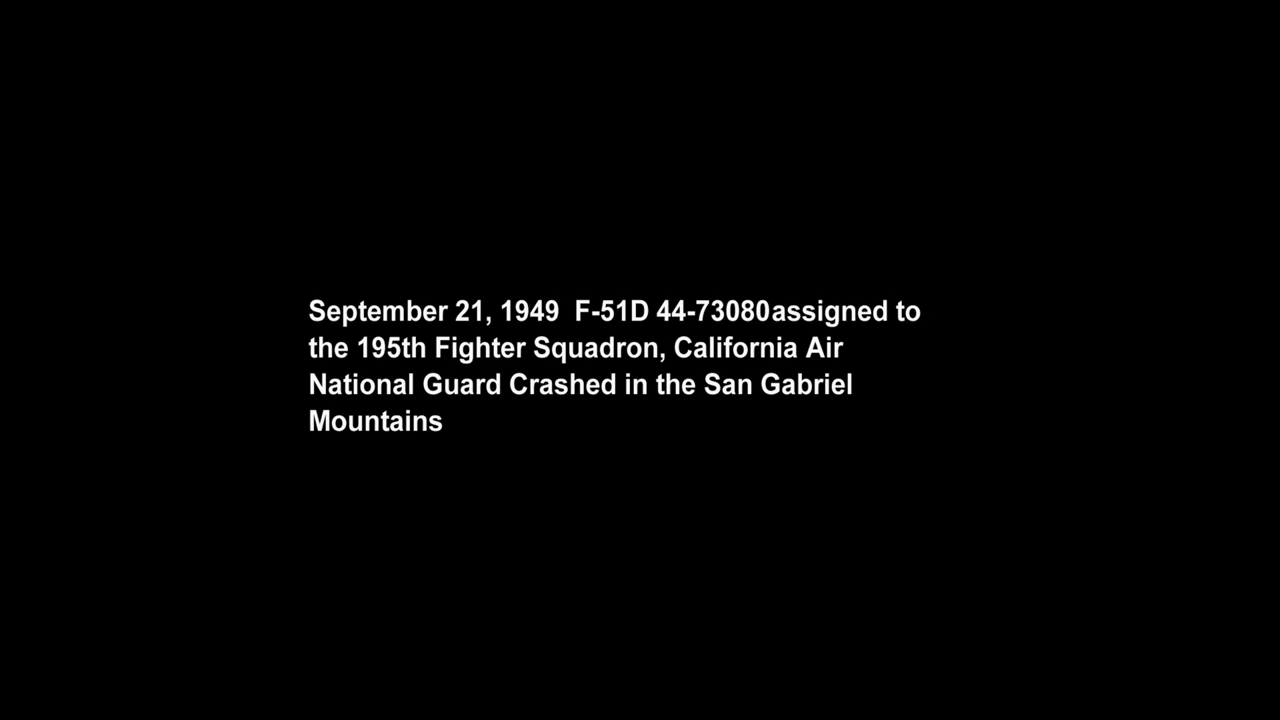 September 21, 1949  F-51D 44-73080assigned to
the 195th Fighter Squadron, California Air
National Guard Crashed in the San Gabriel
Mountains